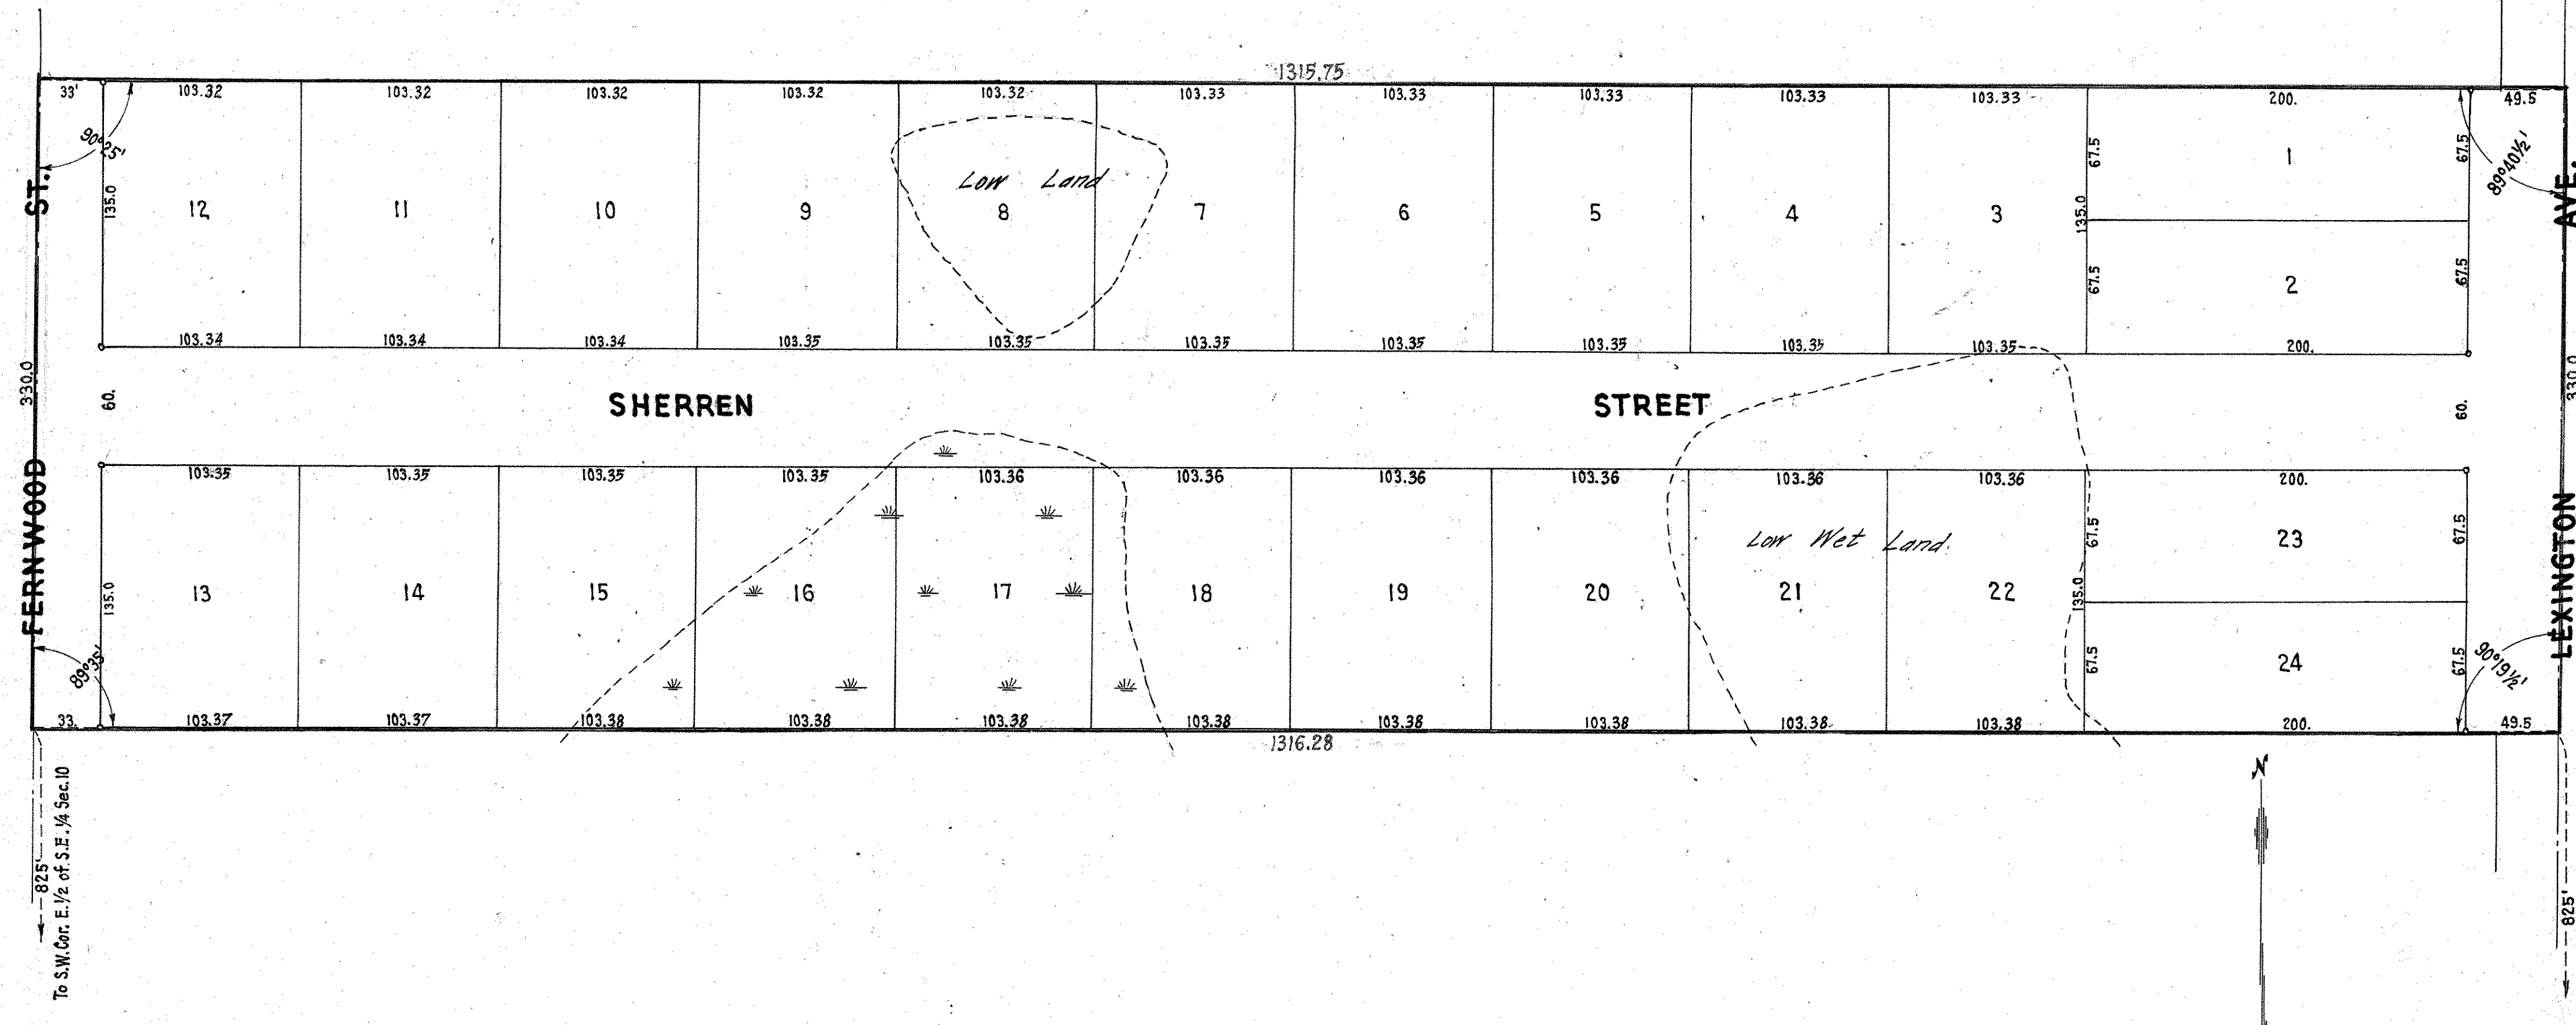 1315.75
33' 103.32 103.32 103.32 103.32 103.32 103.33 103.33 103.33 103.33 103.33 200. 49.5
90°25' 135.0 67.5 67.5 89°40½'
Low Land
12 11 10 9 8 7 6 5 4 3 1
135.0
67.5 2 67.5
103.34 103.34 103.34 103.35 103.35 103.35 103.35 103.35 103.35 103.35 200.
FERNWOOD ST.
330.0 60. SHERREN STREET 60. 330.0
LEXINGTON AVE.
103.35 103.35 103.35 103.35 103.36 103.36 103.36 103.36 103.36 103.36 200.
67.5 23 67.5
Low Wet Land
135.0 13 14 15 16 17 18 19 20 21 22 135.0
67.5 24 67.5
89°35' 90°19½'
33. 103.37 103.37 103.38 103.38 103.38 103.38 103.38 103.38 103.38 103.38 200. 49.5
1316.28
N
825'
To S.W. Cor. E. 1/2 of S.E. 1/4 Sec. 10
825'